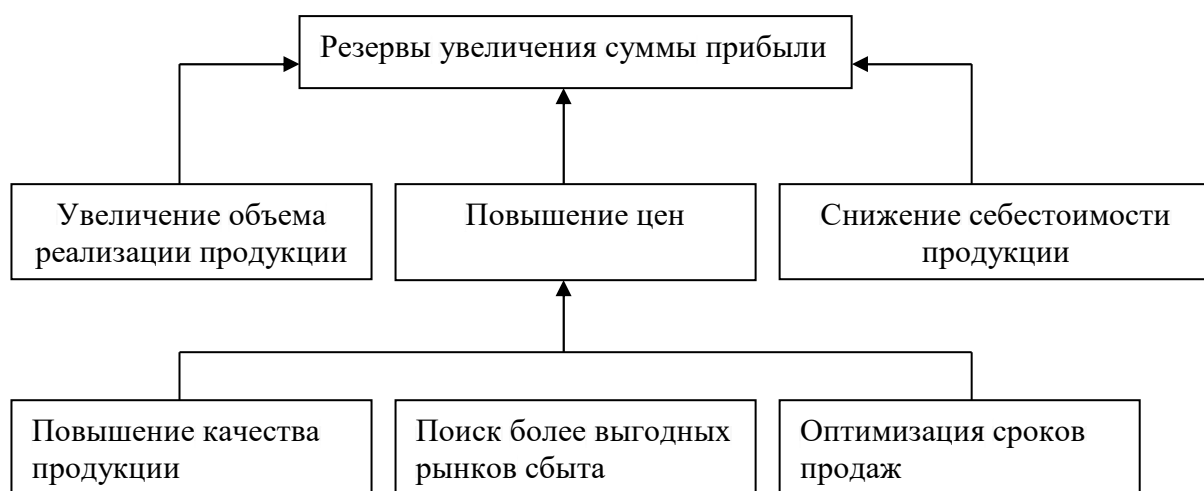 Резервы увеличения суммы прибыли
Увеличение объема
реализации продукции
Повышение цен
Снижение себестоимости
продукции
Повышение качества
продукции
Поиск более выгодных
рынков сбыта
Оптимизация сроков
продаж